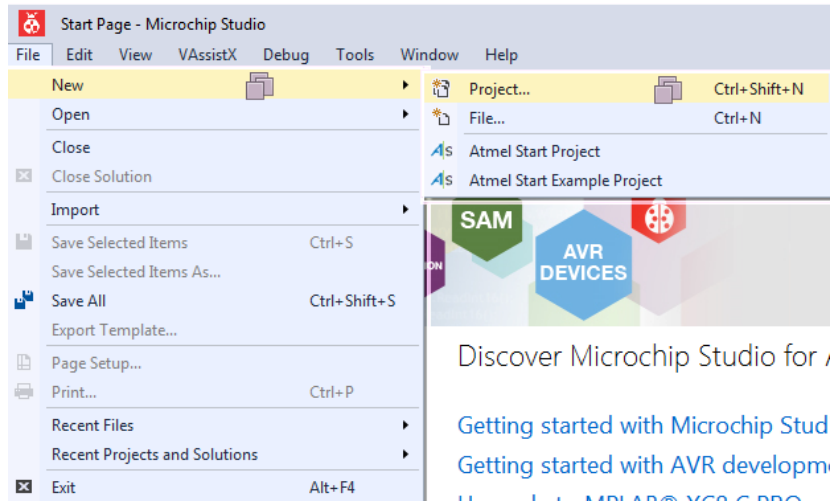 Start Page - Microchip Studio
File Edit View VAssistX Debug Tools Window Help
New
Project... Ctrl+Shift+N
Open
File... Ctrl+N
Close
Atmel Start Project
Close Solution
Atmel Start Example Project
Import
SAM
Save Selected Items Ctrl+S
AVR
DEVICES
ON
Save Selected Items As...
Save All Ctrl+Shift+S
Export Template...
Page Setup...
Discover Microchip Studio for A
Print... Ctrl+P
Recent Files
Getting started with Microchip Stud
Recent Projects and Solutions
Getting started with AVR developme
Exit Alt+F4